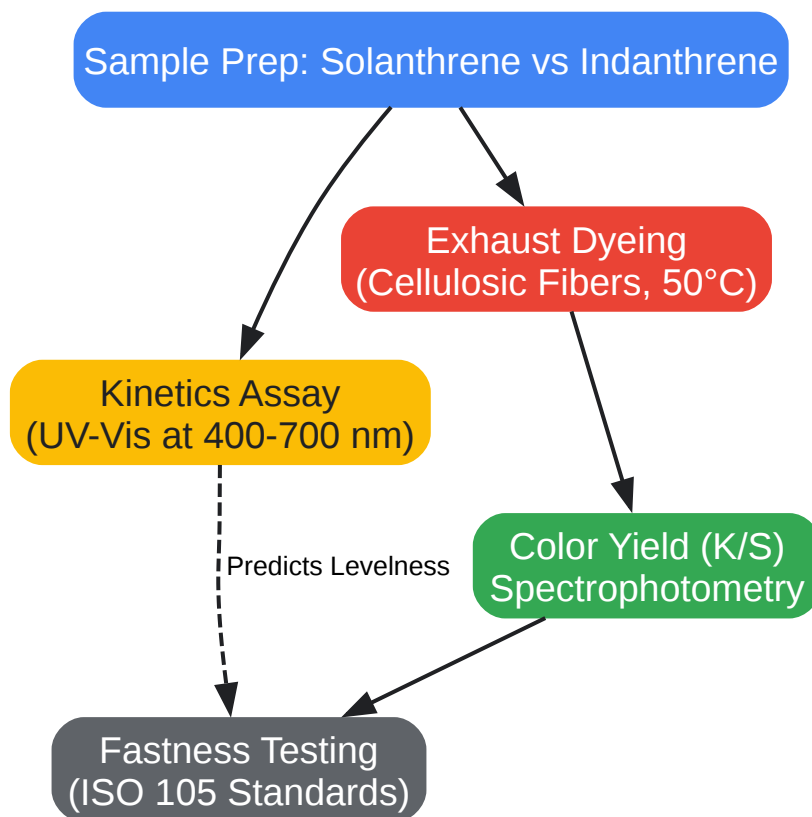 Sample Prep: Solanthrene vs Indanthrene
Exhaust Dyeing
(Cellulosic Fibers, 50°C)
Kinetics Assay
(UV-Vis at 400-700 nm)
Color Yield (K/S)
Spectrophotometry
Predicts Levelness
Fastness Testing
(ISO 105 Standards)